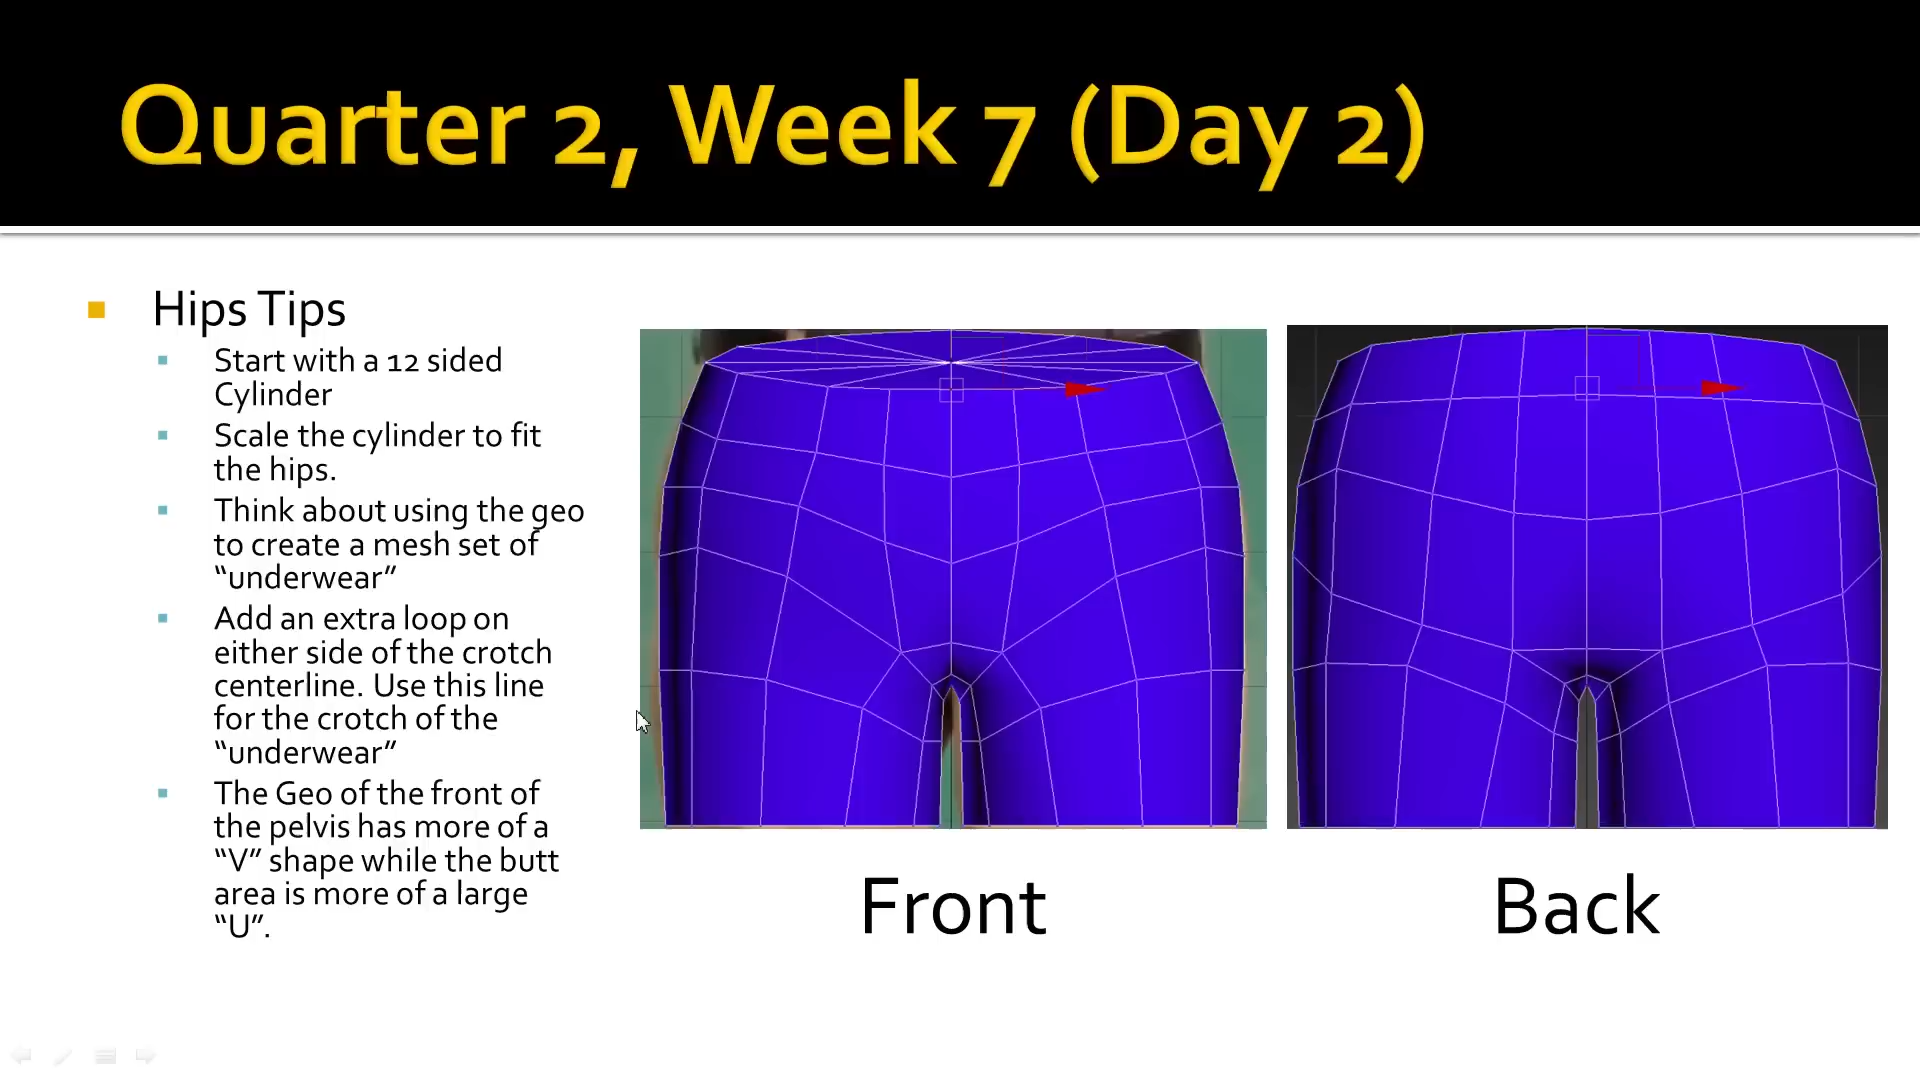 Quarter 2, Week 7 (Day 2)
Hips Tips
Start with a 12 sided
Cylinder
Scale the cylinder to fit
the hips.
Think about using the geo
to create a mesh set of
“underwear”
Add an extra loop on
either side of the crotch
centerline. Use this line
for the crotch of the
“underwear”
The Geo of the front of
the pelvis has more of a
“V” shape while the butt
area is more of a large
“U”.
Front
Back